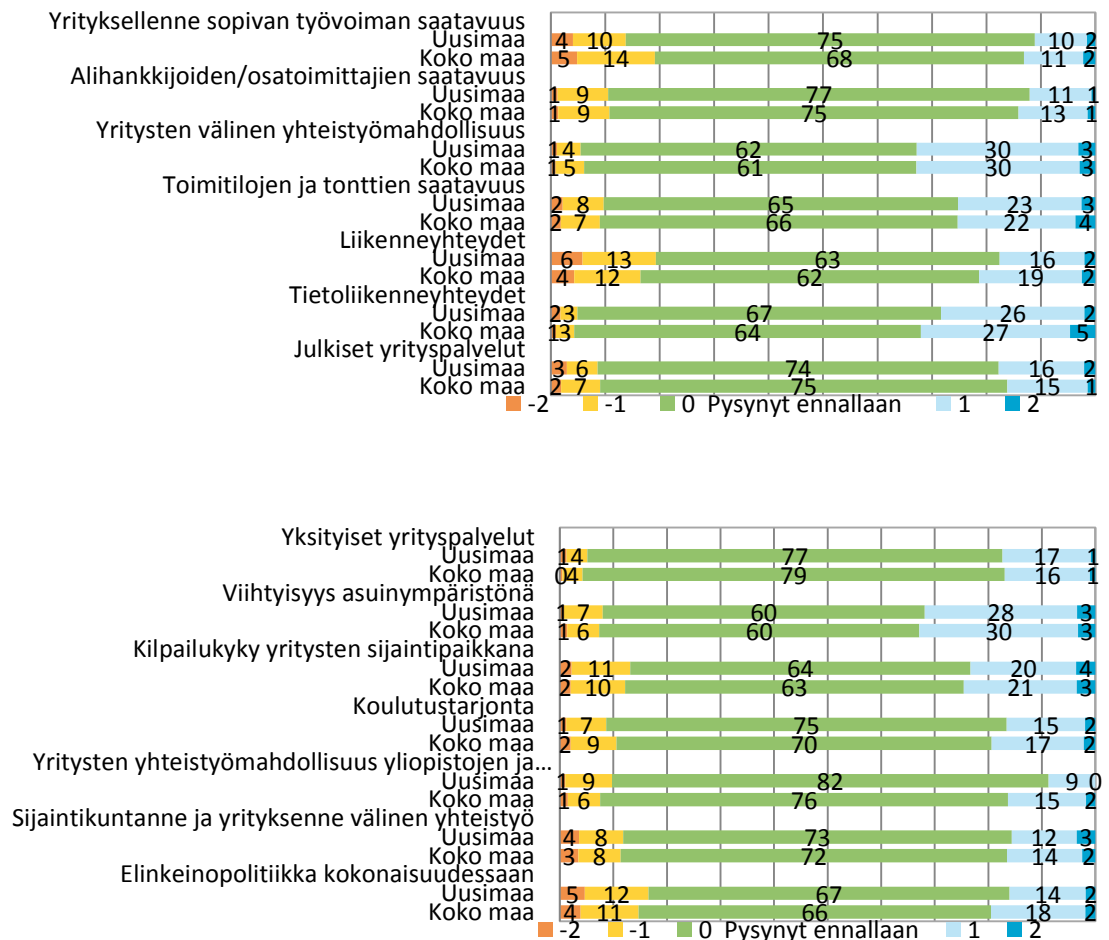 Yrityksellenne sopivan työvoiman saatavuus
Uusimaa 4 10 75 10 2
Koko maa 5 14 68 11 2
Alihankkijoiden/osatoimittajien saatavuus
Uusimaa 1 9 77 11 1
Koko maa 1 9 75 13 1
Yritysten välinen yhteistyömahdollisuus
Uusimaa 1 4 62 30 3
Koko maa 1 5 61 30 3
Toimitilojen ja tonttien saatavuus
Uusimaa 2 8 65 23 3
Koko maa 2 7 66 22 4
Liikenneyhteydet
Uusimaa 6 13 63 16 2
Koko maa 4 12 62 19 2
Tietoliikenneyhteydet
Uusimaa 2 3 67 26 2
Koko maa 1 3 64 27 5
Julkiset yrityspalvelut
Uusimaa 3 6 74 16 2
Koko maa 2 7 75 15 1
-2 -1 0 Pysynyt ennallaan 1 2
Yksityiset yrityspalvelut
Uusimaa 1 4 77 17 1
Koko maa 0 4 79 16 1
Viihtyisyys asuinympäristönä
Uusimaa 1 7 60 28 3
Koko maa 1 6 60 30 3
Kilpailukyky yritysten sijaintipaikkana
Uusimaa 2 11 64 20 4
Koko maa 2 10 63 21 3
Koulutustarjonta
Uusimaa 1 7 75 15 2
Koko maa 2 9 70 17 2
Yritysten yhteistyömahdollisuus yliopistojen ja...
Uusimaa 1 9 82 9 0
Koko maa 1 6 76 15 2
Sijaintikuntanne ja yrityksenne välinen yhteistyö
Uusimaa 4 8 73 12 3
Koko maa 3 8 72 14 2
Elinkeinopolitiikka kokonaisuudessaan
Uusimaa 5 12 67 14 2
Koko maa 4 11 66 18 2
-2 -1 0 Pysynyt ennallaan 1 2